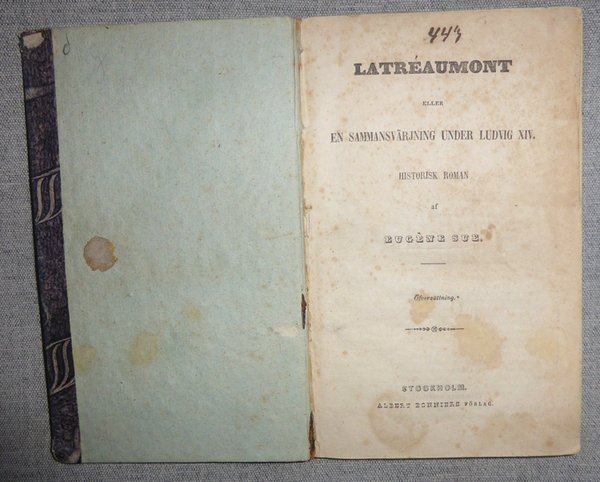 443
LATRÉAUMONT
ELLER
EN SAMMANSVÄRJNING UNDER LUDVIG XIV.
HISTORISK ROMAN
af
EUGÈNE SUE.
Öfversättning.
STOCKHOLM.
ALBERT BONNIERS FÖRLAG.